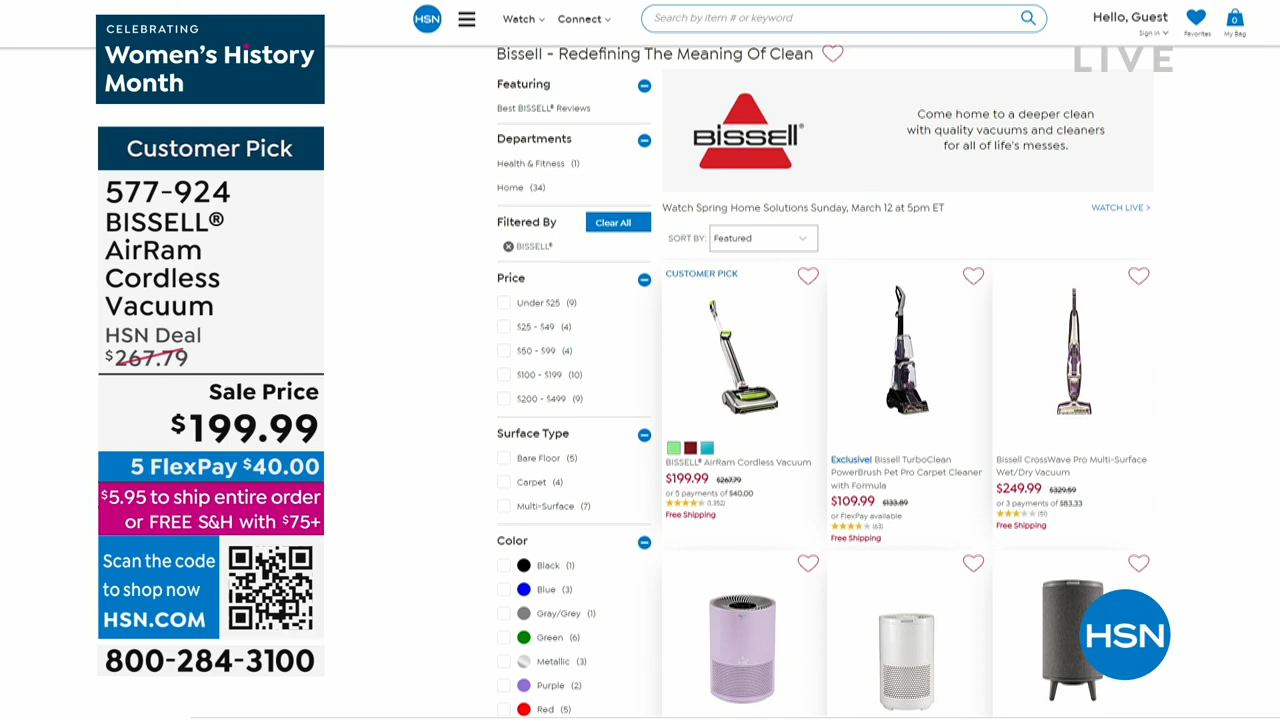 CELEBRATING
Women's History
Month
Customer Pick
577-924
BISSELL®
AirRam
Cordless
Vacuum
HSN Deal
$267.79
Sale Price
$199.99
5 FlexPay $40.00
$5.95 to ship entire order
or FREE S&H with $75+
Scan the code
to shop now
HSN.COM
800-284-3100
HSN
Watch
Connect
Search by item # or keyword
Hello, Guest
Sign In
Favorites
0
My Bag
LIVE
Bissell - Redefining The Meaning Of Clean
Featuring
Best BISSELL® Reviews
Departments
Health & Fitness (1)
Home (34)
Filtered By
Clear All
BISSELL®
Price
Under $25 (9)
$25 - $49 (4)
$50 - $99 (4)
$100 - $199 (10)
$200 - $499 (9)
Surface Type
Bare Floor (5)
Carpet (4)
Multi-Surface (7)
Color
Black (1)
Blue (3)
Gray/Grey (1)
Green (6)
Metallic (3)
Purple (2)
Red (5)
BISSELL®
Come home to a deeper clean
with quality vacuums and cleaners
for all of life's messes.
Watch Spring Home Solutions Sunday, March 12 at 5pm ET
WATCH LIVE >
SORT BY: Featured
CUSTOMER PICK
BISSELL® AirRam Cordless Vacuum
$199.99 $267.79
or 5 payments of $40.00
(1,352)
Free Shipping
Exclusive! Bissell TurboClean
PowerBrush Pet Pro Carpet Cleaner
with Formula
$109.99 $133.89
or FlexPay available
(63)
Free Shipping
Bissell CrossWave Pro Multi-Surface
Wet/Dry Vacuum
$249.99 $329.59
or 3 payments of $83.33
(51)
Free Shipping
HSN